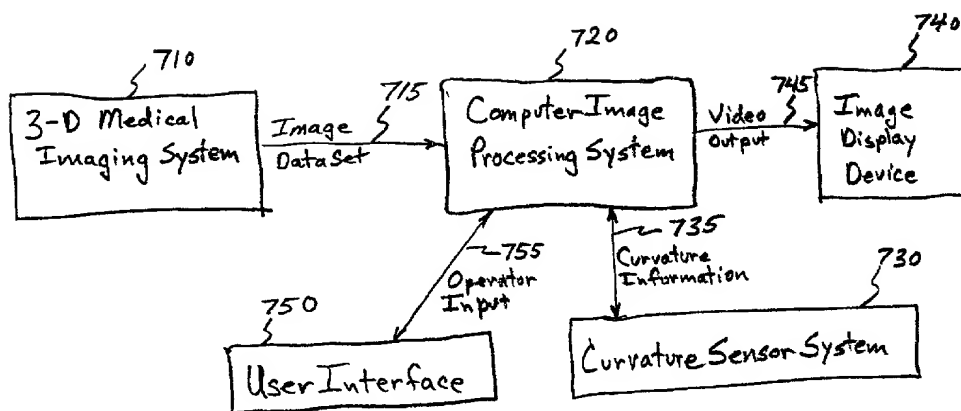 710
3-D Medical
Imaging System
715
Image
Data Set
720
Computer Image
Processing System
745
Video
Output
740
Image
Display
Device
755
Operator
Input
735
Curvature
Information
750
User Interface
730
Curvature Sensor System